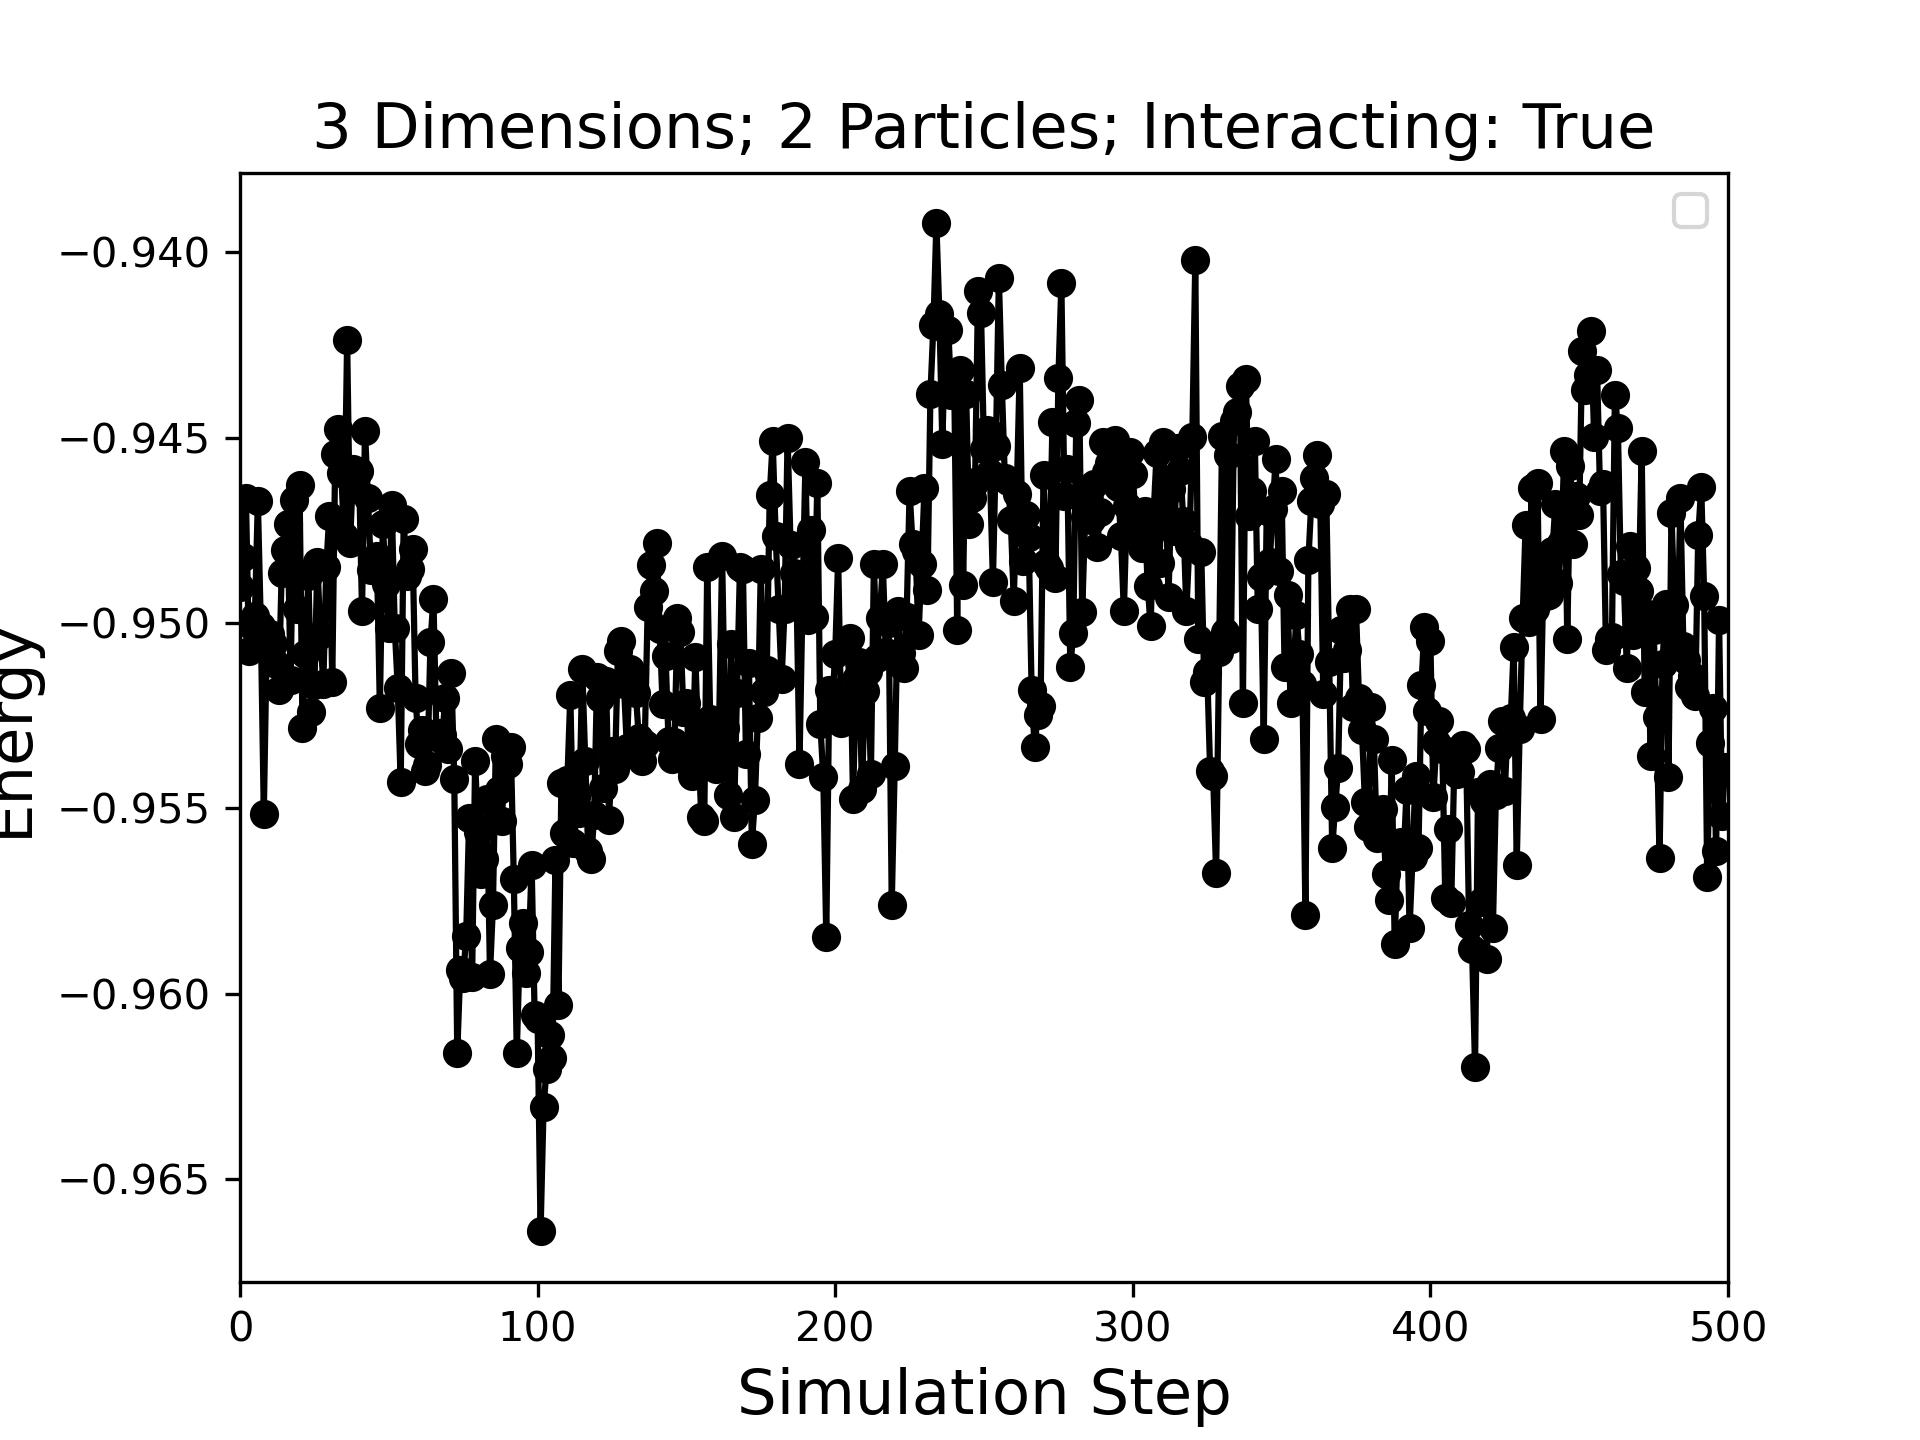 3 Dimensions; 2 Particles; Interacting: True
−0.940
−0.945
−0.950
−0.955
−0.960
−0.965
Energy
0 100 200 300 400 500
Simulation Step